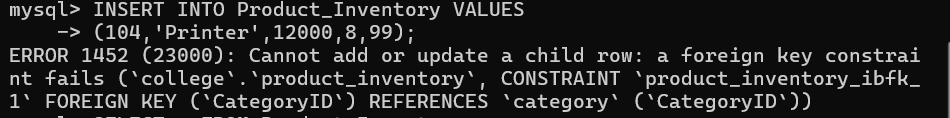 mysql> INSERT INTO Product_Inventory VALUES
    -> (104,'Printer',12000,8,99);
ERROR 1452 (23000): Cannot add or update a child row: a foreign key constrai
nt fails (`college`.`product_inventory`, CONSTRAINT `product_inventory_ibfk_
1` FOREIGN KEY (`CategoryID`) REFERENCES `category` (`CategoryID`))